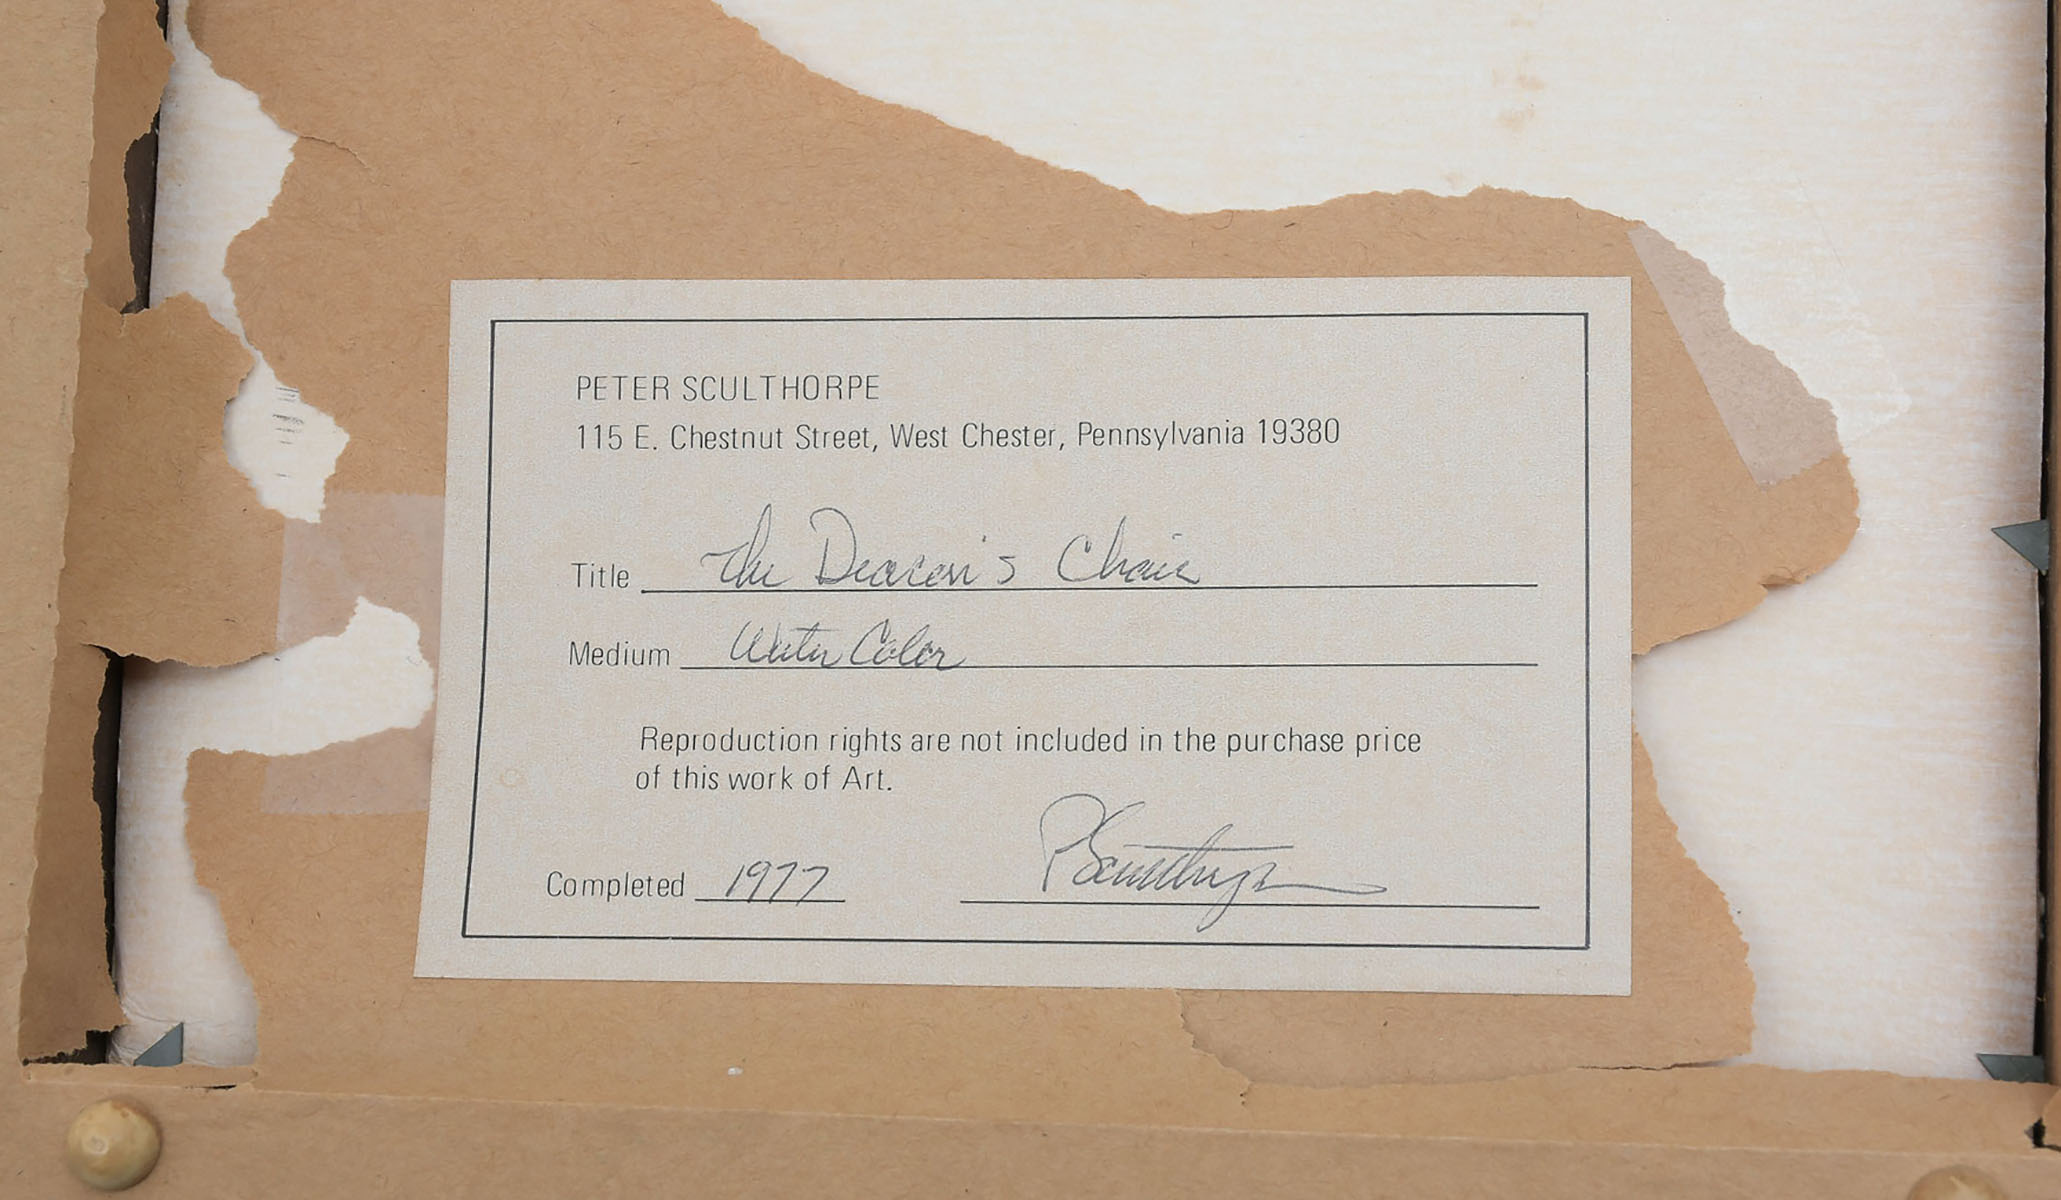 PETER SCULTHORPE
115 E. Chestnut Street, West Chester, Pennsylvania 19380
Title The Deacon's Chair
Medium Water Color
Reproduction rights are not included in the purchase price
of this work of Art.
Completed 1977 P Sculthorpe